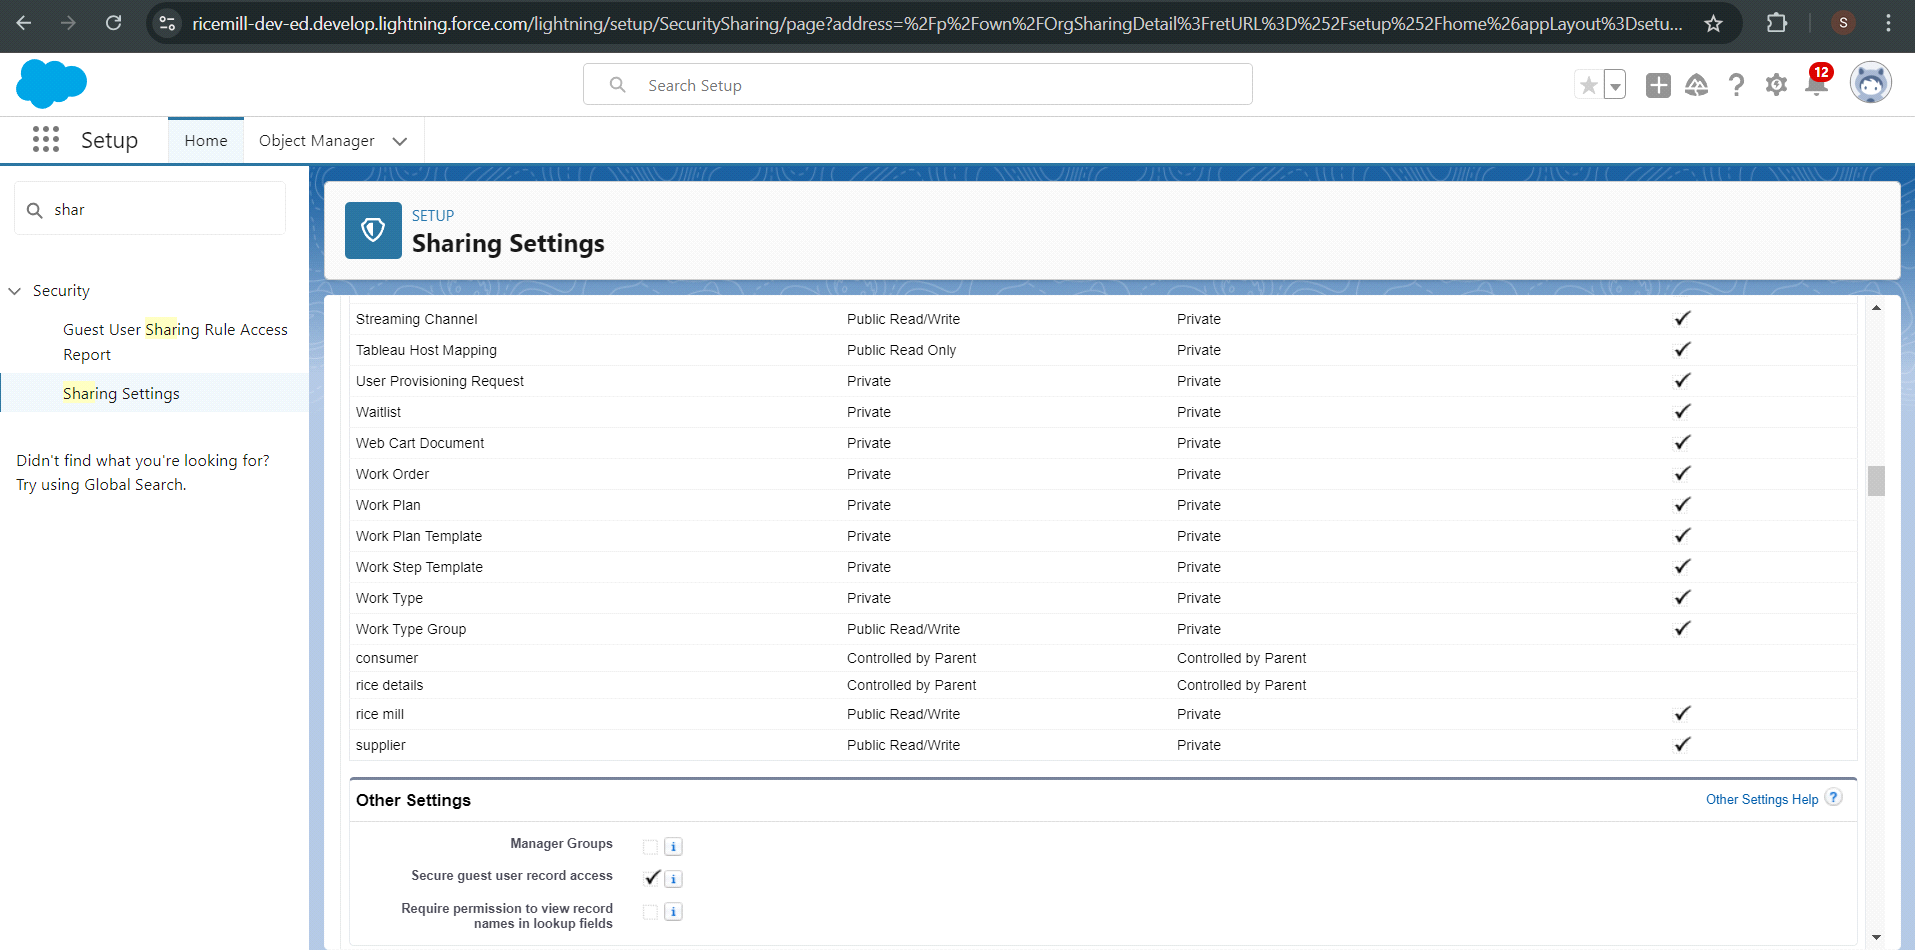 ricemill-dev-ed.develop.lightning.force.com/lightning/setup/SecuritySharing/page?address=%2Fp%2Fown%2FOrgSharingDetail%3FretURL%3D%252Fsetup%252Fhome%26appLayout%3Dsetu...
S
Search Setup
12
Setup
Home
Object Manager
shar
Security
Guest User Sharing Rule Access
Report
Sharing Settings
Didn't find what you're looking for?
Try using Global Search.
SETUP
Sharing Settings
Streaming Channel Public Read/Write Private
Tableau Host Mapping Public Read Only Private
User Provisioning Request Private Private
Waitlist Private Private
Web Cart Document Private Private
Work Order Private Private
Work Plan Private Private
Work Plan Template Private Private
Work Step Template Private Private
Work Type Private Private
Work Type Group Public Read/Write Private
consumer Controlled by Parent Controlled by Parent
rice details Controlled by Parent Controlled by Parent
rice mill Public Read/Write Private
supplier Public Read/Write Private
Other Settings
Other Settings Help ?
Manager Groups i
Secure guest user record access i
Require permission to view record i
names in lookup fields